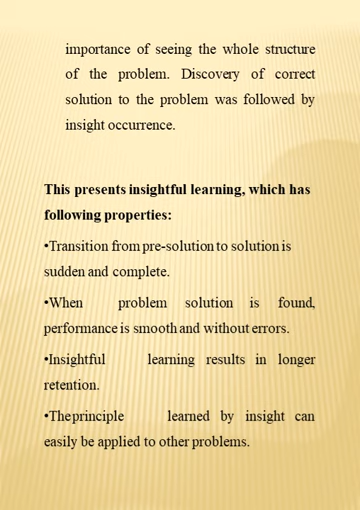 importance of seeing the whole structure
of the problem. Discovery of correct
solution to the problem was followed by
insight occurrence.
This presents insightful learning, which has
following properties:
•Transition from pre-solution to solution is
sudden and complete.
•When problem solution is found,
performance is smooth and without errors.
•Insightful learning results in longer
retention.
•The principle learned by insight can
easily be applied to other problems.